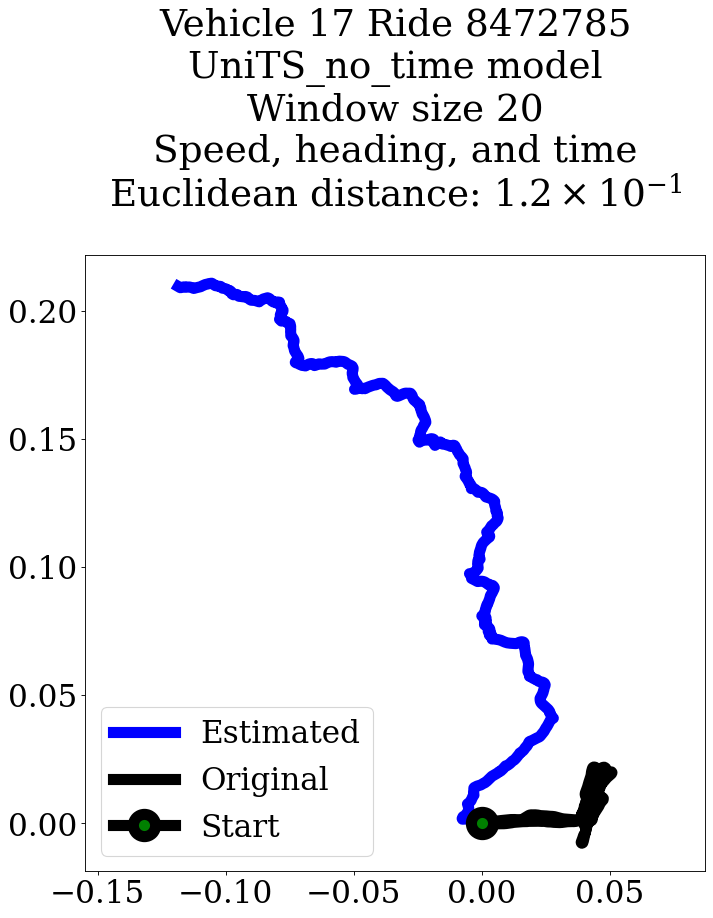 Vehicle 17 Ride 8472785
UniTS_no_time model
Window size 20
Speed, heading, and time
Euclidean distance: 1.2 × 10⁻¹
0.20
0.15
0.10
0.05
0.00
Estimated
Original
Start
−0.15 −0.10 −0.05 0.00 0.05